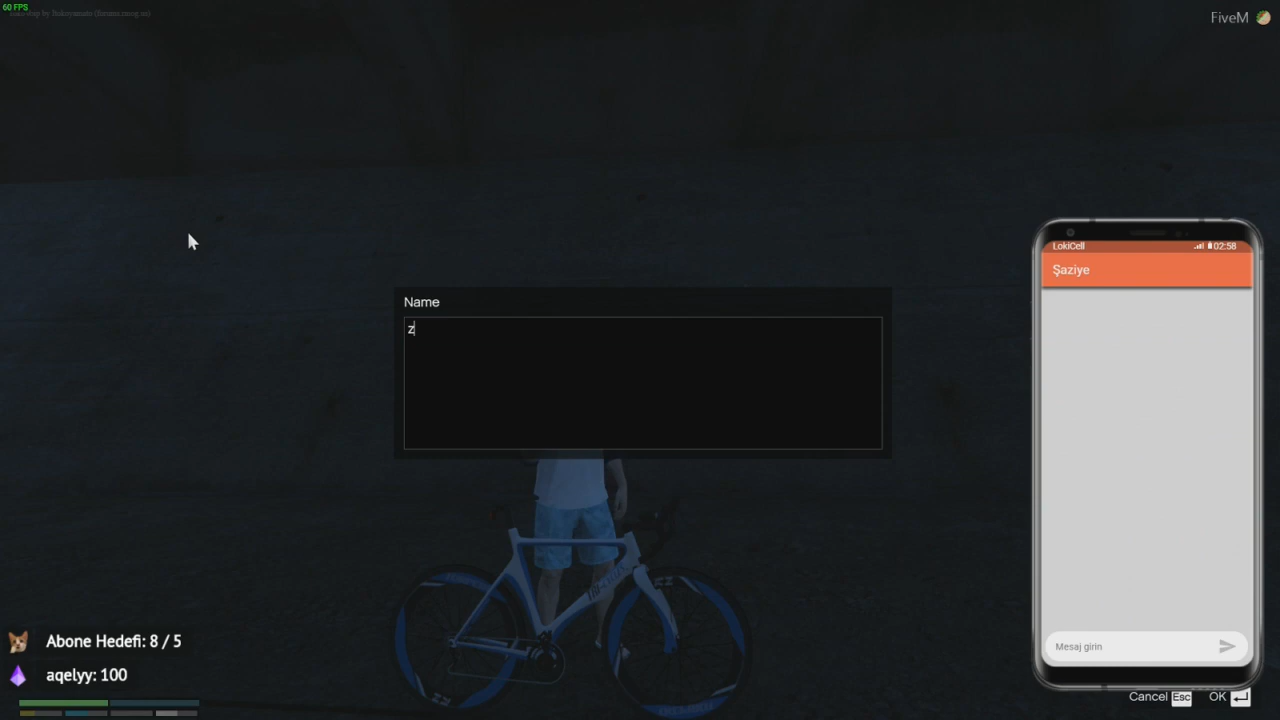 60 FPS
FiveM
LokiCell
02:58
Şaziye
Name
z
Mesaj girin
Abone Hedefi: 8 / 5
aqelyy: 100
Cancel Esc OK